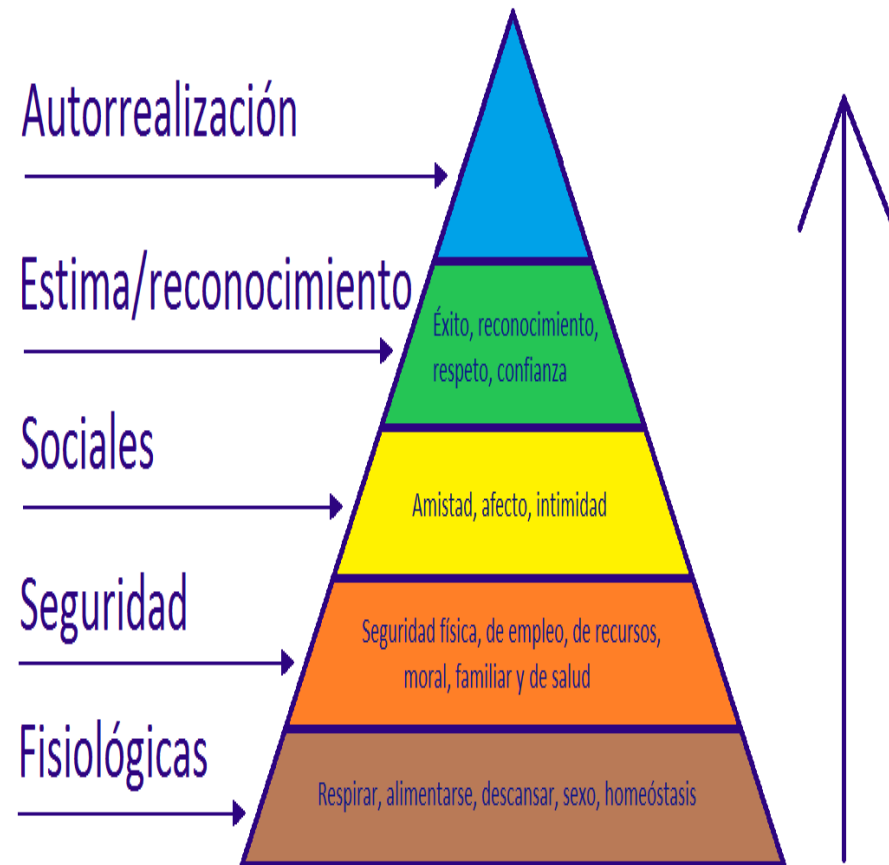 Autorrealización
Estima/reconocimiento
Éxito, reconocimiento,
respeto, confianza
Sociales
Amistad, afecto, intimidad
Seguridad
Seguridad física, de empleo, de recursos,
moral, familiar y de salud
Fisiológicas
Respirar, alimentarse, descansar, sexo, homeóstasis